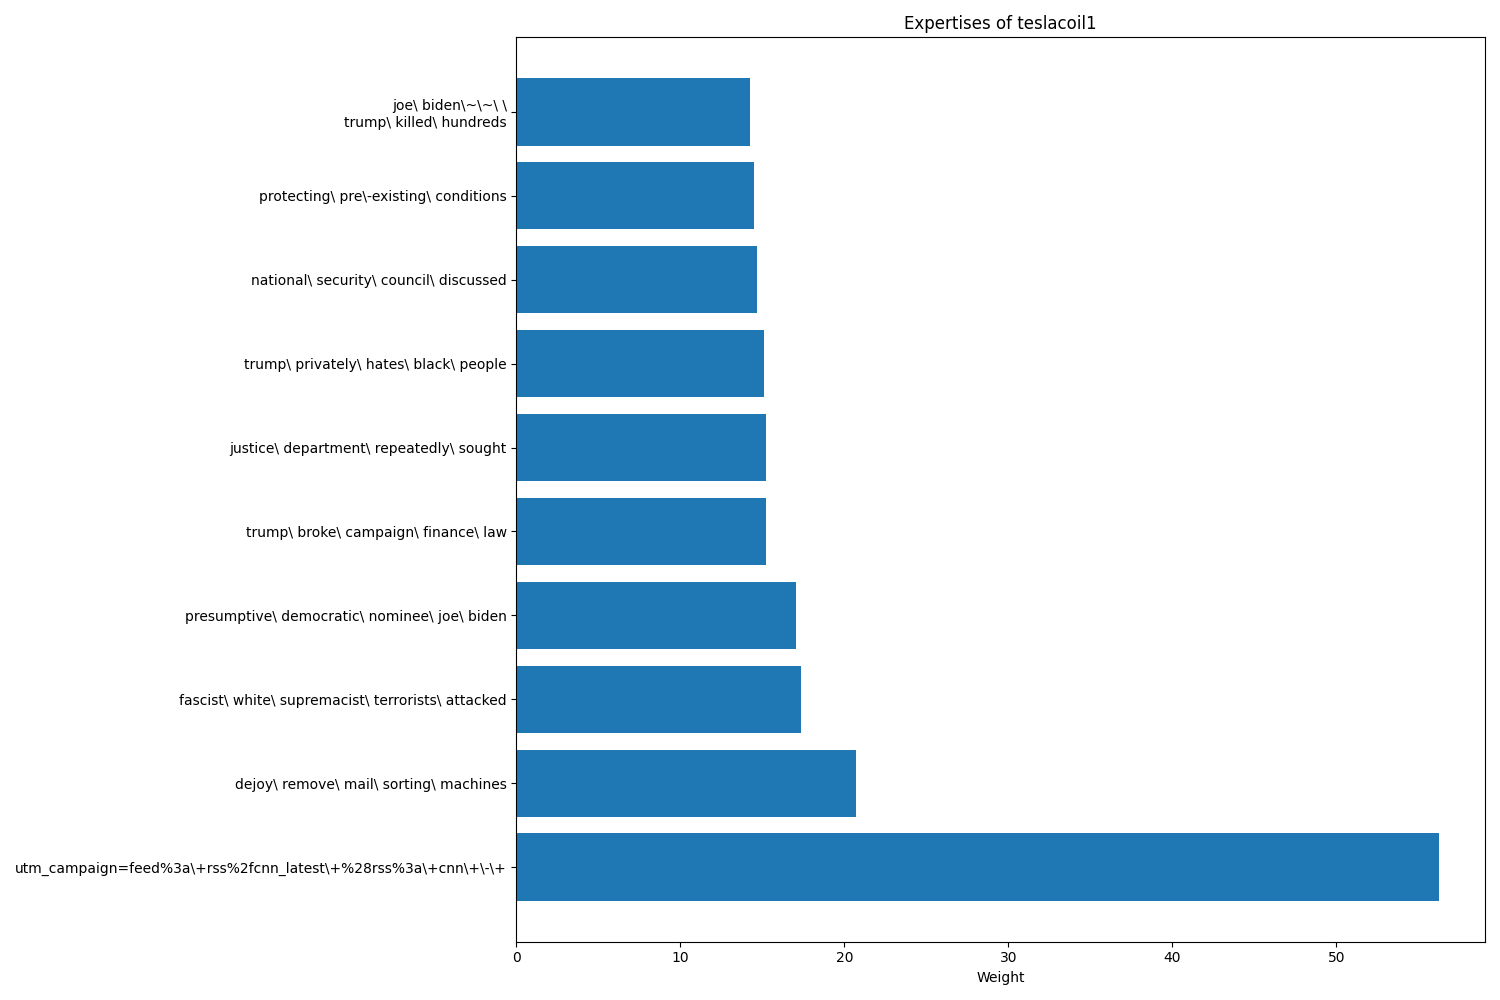 Expertises of teslacoil1
joe\ biden\~\~\ \
trump\ killed\ hundreds
protecting\ pre\-existing\ conditions
national\ security\ council\ discussed
trump\ privately\ hates\ black\ people
justice\ department\ repeatedly\ sought
trump\ broke\ campaign\ finance\ law
presumptive\ democratic\ nominee\ joe\ biden
fascist\ white\ supremacist\ terrorists\ attacked
dejoy\ remove\ mail\ sorting\ machines
utm_campaign=feed%3a\+rss%2fcnn_latest\+%28rss%3a\+cnn\+\-\+
0 10 20 30 40 50
Weight